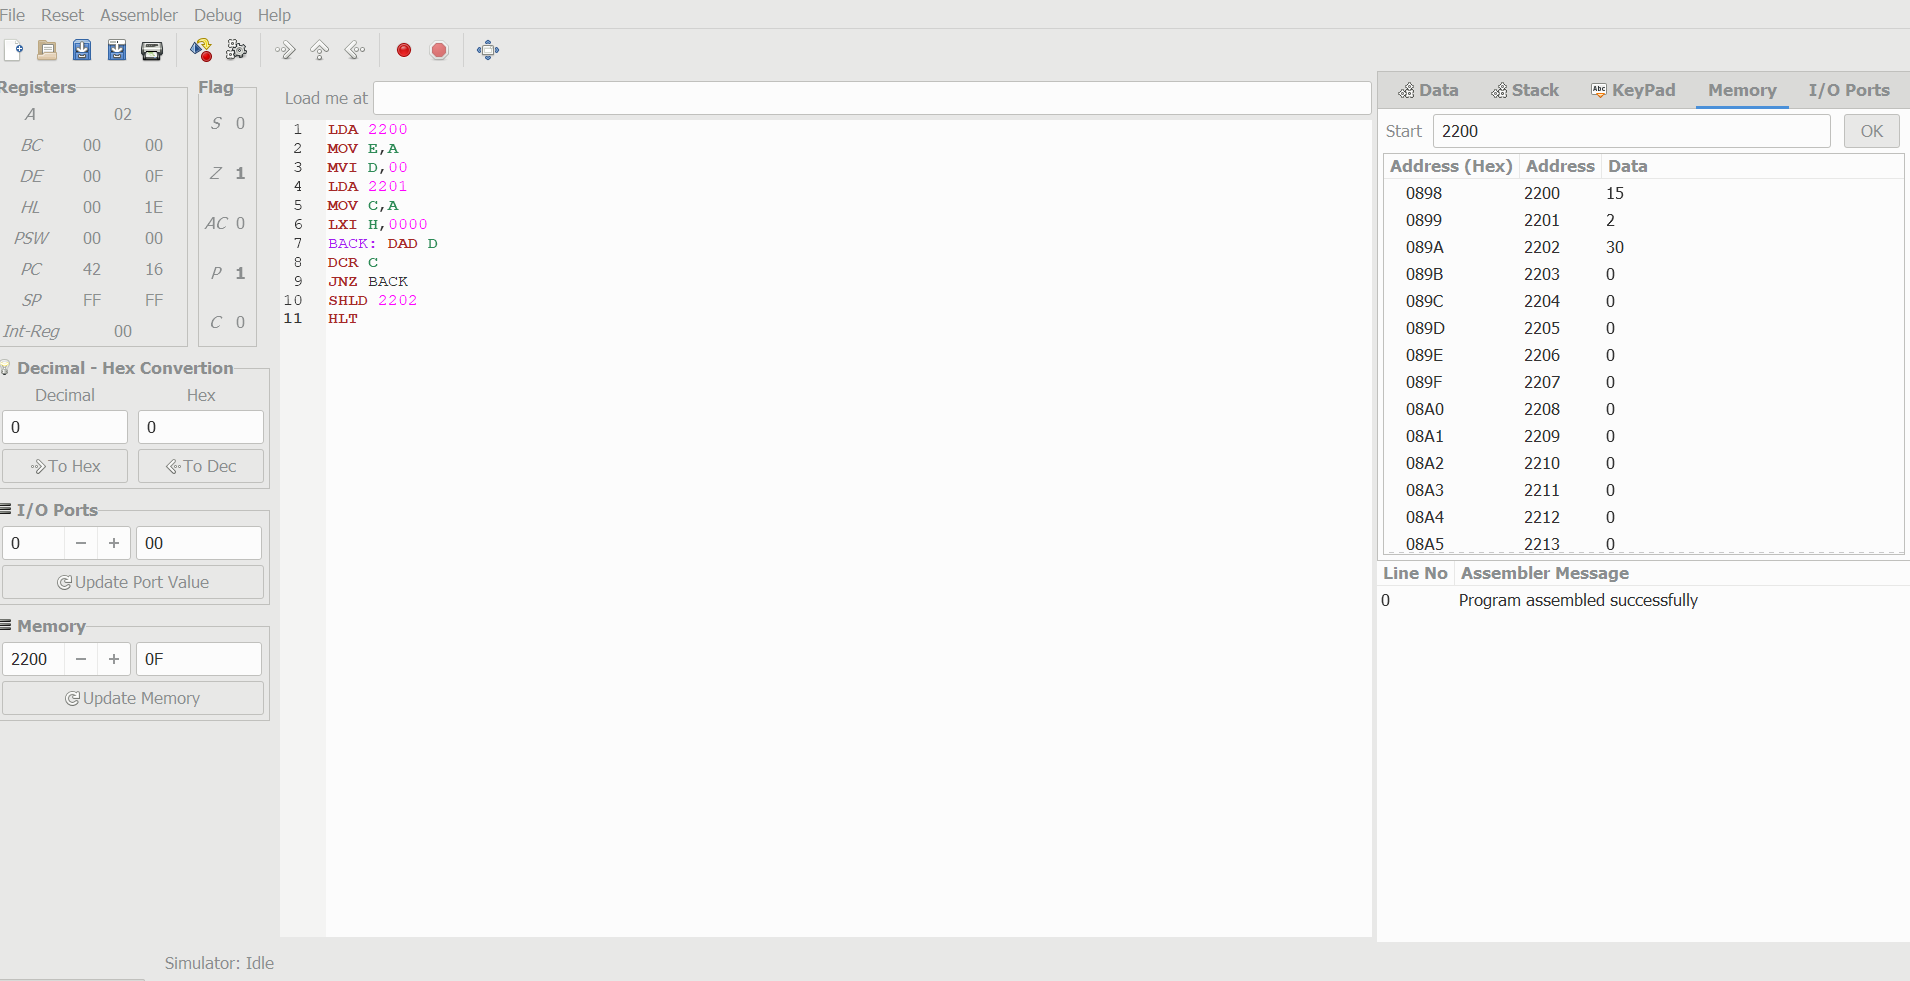 File Reset Assembler Debug Help
Registers
A 02
BC 00 00
DE 00 0F
HL 00 1E
PSW 00 00
PC 42 16
SP FF FF
Int-Reg 00
Flag
S 0
Z 1
AC 0
P 1
C 0
Decimal - Hex Convertion
Decimal Hex
0 0
To Hex To Dec
I/O Ports
0 − + 00
Update Port Value
Memory
2200 − + 0F
Update Memory
Load me at
1 LDA 2200
2 MOV E,A
3 MVI D,00
4 LDA 2201
5 MOV C,A
6 LXI H,0000
7 BACK: DAD D
8 DCR C
9 JNZ BACK
10 SHLD 2202
11 HLT
Data Stack Abc KeyPad Memory I/O Ports
Start 2200 OK
Address (Hex) Address Data
0898 2200 15
0899 2201 2
089A 2202 30
089B 2203 0
089C 2204 0
089D 2205 0
089E 2206 0
089F 2207 0
08A0 2208 0
08A1 2209 0
08A2 2210 0
08A3 2211 0
08A4 2212 0
08A5 2213 0
Line No Assembler Message
0 Program assembled successfully
Simulator: Idle